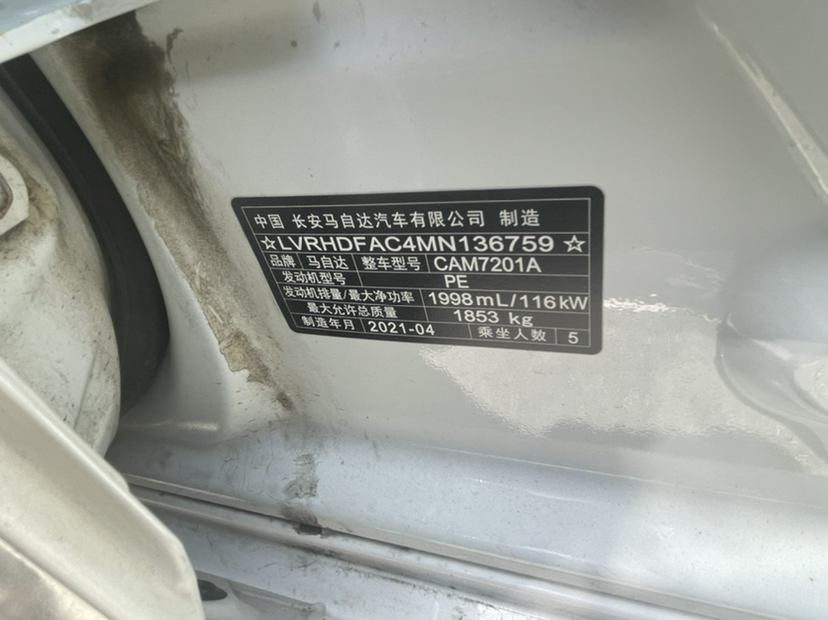 中国 长安马自达汽车有限公司 制造
☆LVRHDFAC4MN136759☆
品牌 马自达 整车型号 CAM7201A
发动机型号 PE
发动机排量/最大净功率 1998mL/116kW
最大允许总质量 1853 kg
制造年月 2021-04 乘坐人数 5